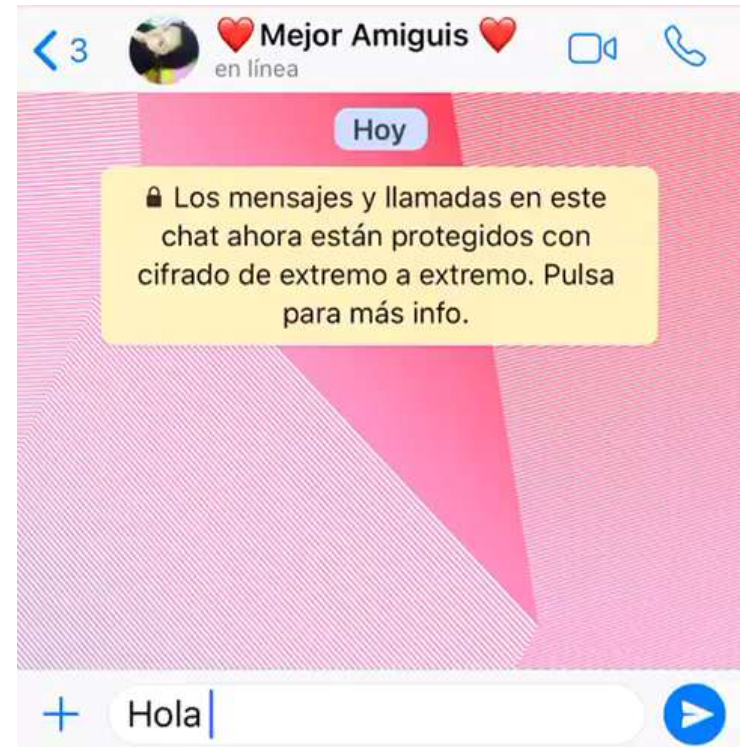 3
❤️Mejor Amiguis ❤️
en línea
Hoy
🔒 Los mensajes y llamadas en este
chat ahora están protegidos con
cifrado de extremo a extremo. Pulsa
para más info.
Hola